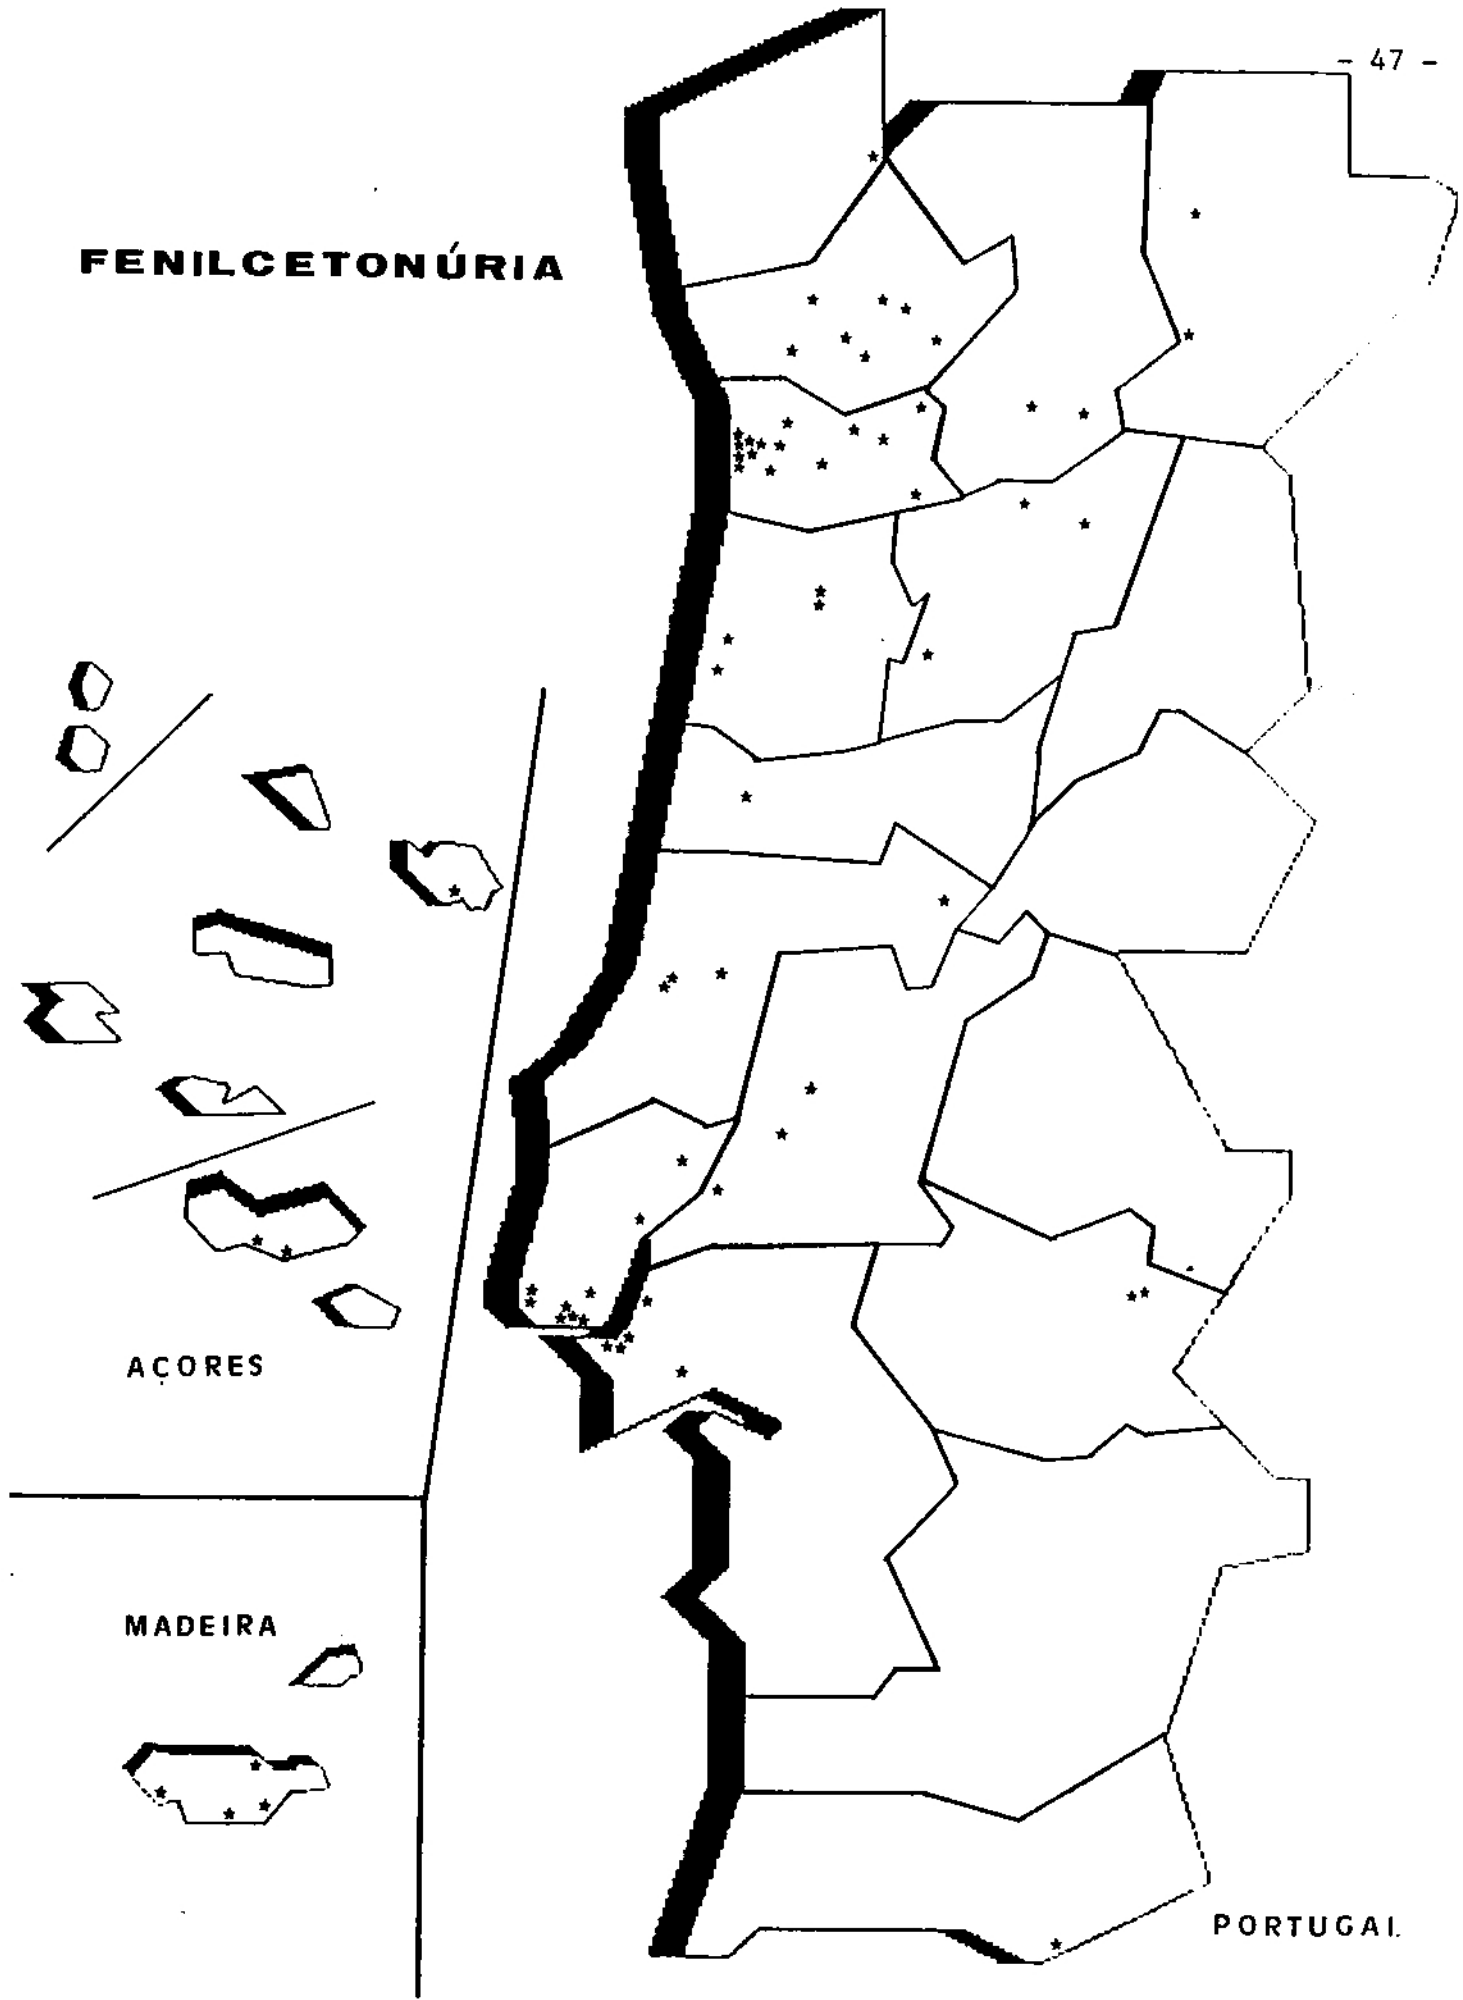 - 47 -
FENILCETONÚRIA
AÇORES
MADEIRA
PORTUGAL